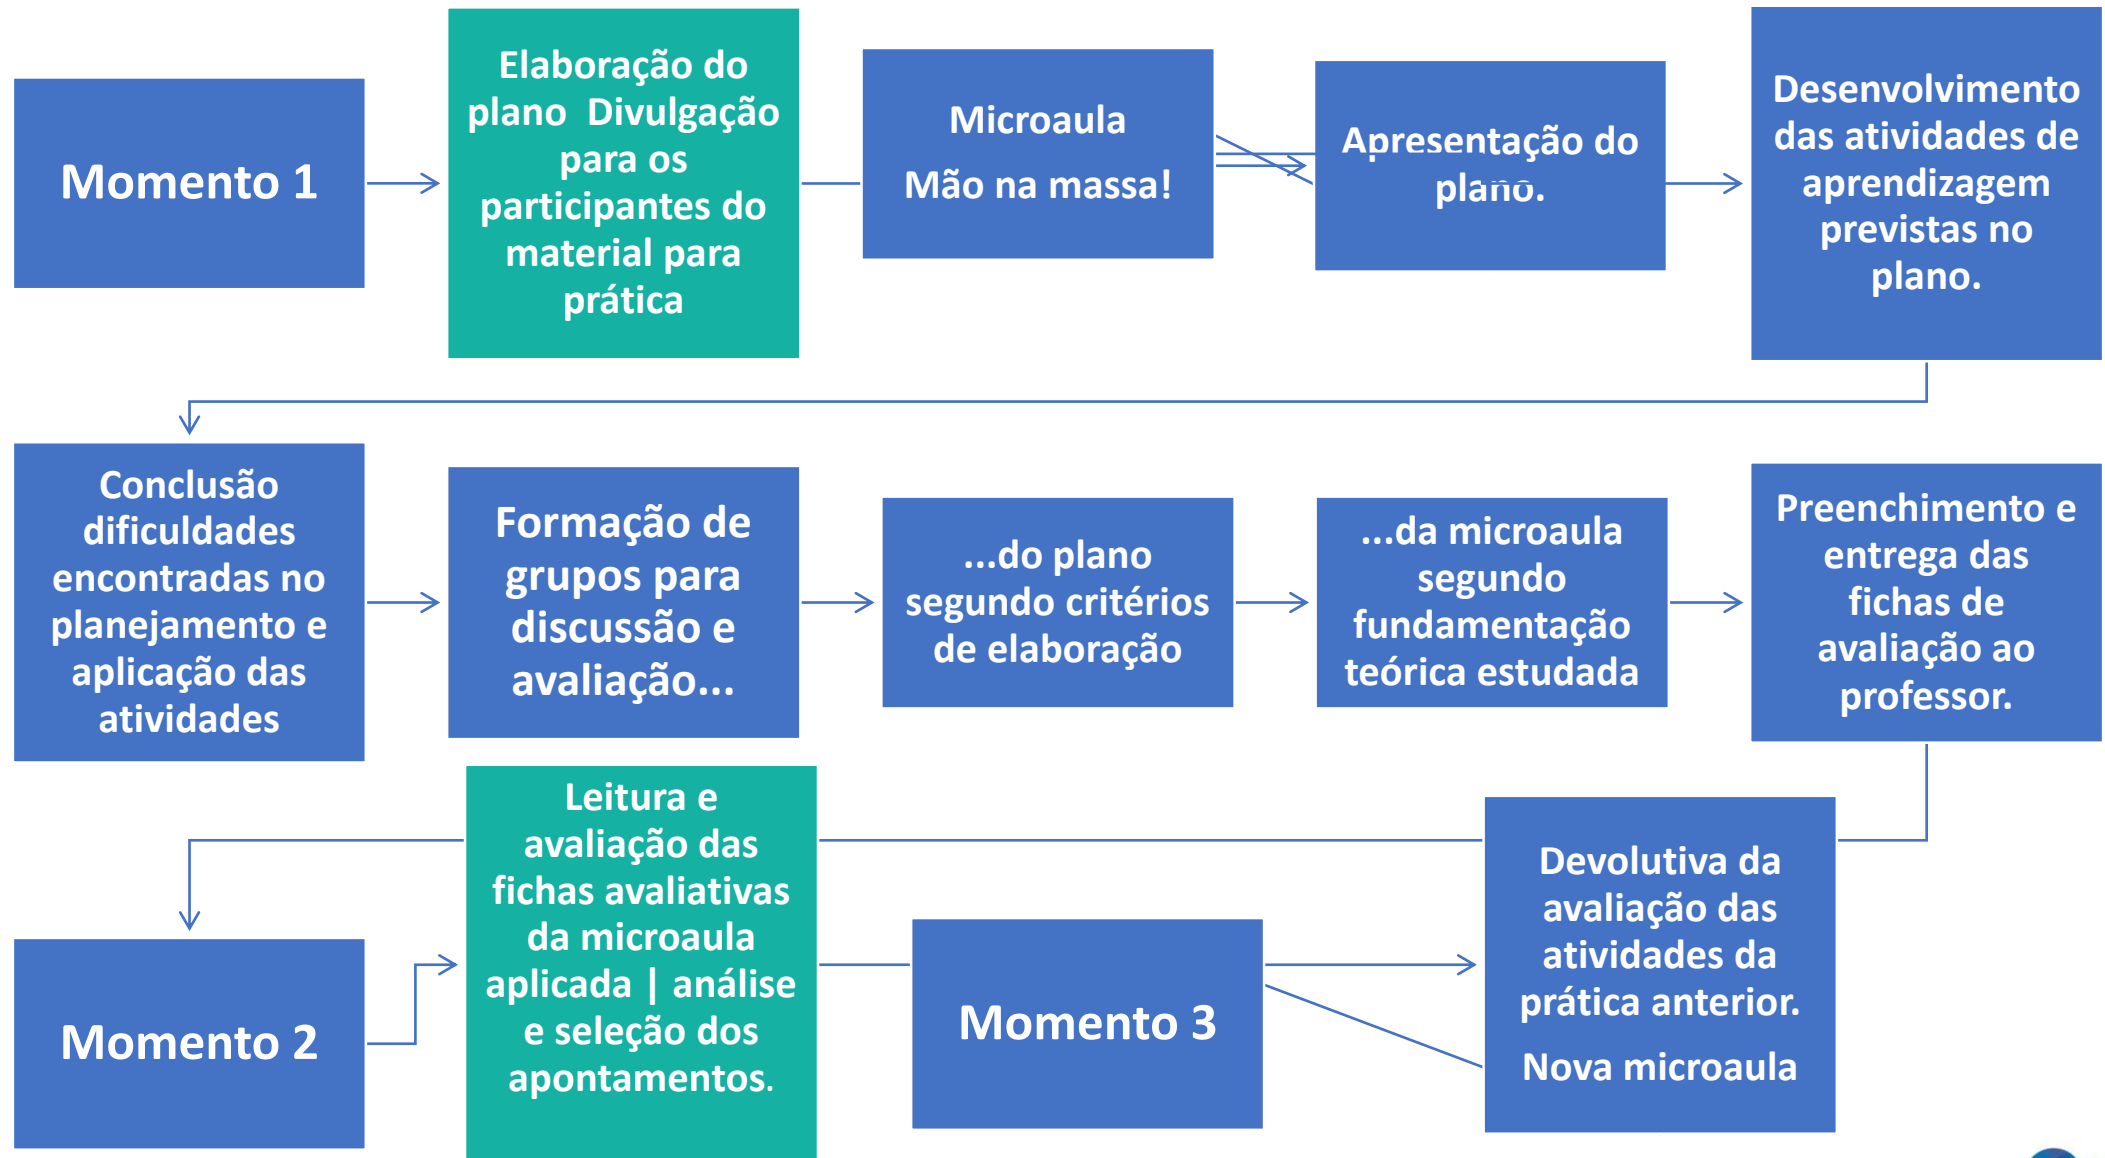 Momento 1
Elaboração do
plano  Divulgação
para os
participantes do
material para
prática
Microaula
Mão na massa!
Apresentação do
plano.
Desenvolvimento
das atividades de
aprendizagem
previstas no
plano.
Conclusão
dificuldades
encontradas no
planejamento e
aplicação das
atividades
Formação de
grupos para
discussão e
avaliação...
...do plano
segundo critérios
de elaboração
...da microaula
segundo
fundamentação
teórica estudada
Preenchimento e
entrega das
fichas de
avaliação ao
professor.
Momento 2
Leitura e
avaliação das
fichas avaliativas
da microaula
aplicada | análise
e seleção dos
apontamentos.
Momento 3
Devolutiva da
avaliação das
atividades da
prática anterior.
Nova microaula